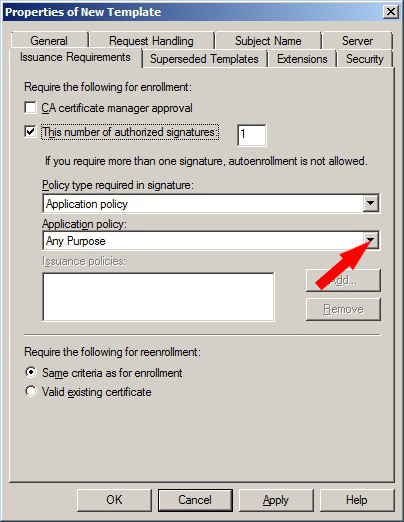 Properties of New Template
General
Request Handling
Subject Name
Server
Issuance Requirements
Superseded Templates
Extensions
Security
Require the following for enrollment:
CA certificate manager approval
This number of authorized signatures: 1
If you require more than one signature, autoenrollment is not allowed.
Policy type required in signature:
Application policy
Application policy:
Any Purpose
Issuance policies:
Add...
Remove
Require the following for reenrollment:
Same criteria as for enrollment
Valid existing certificate
OK
Cancel
Apply
Help